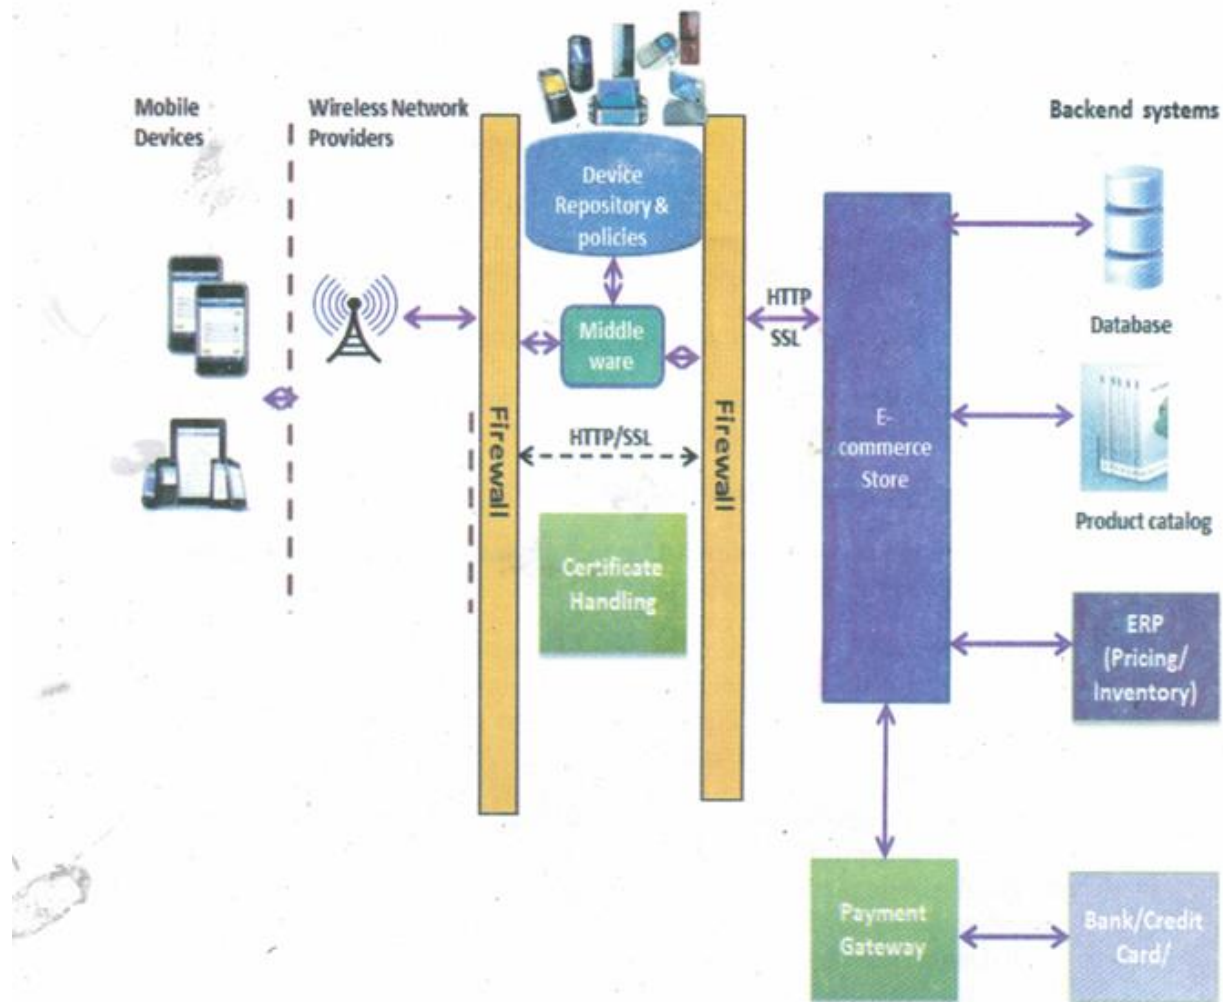 Mobile
Devices
Wireless Network
Providers
Device
Repository &
policies
Middle
ware
Firewall
HTTP/SSL
Certificate
Handling
Firewall
HTTP
SSL
E-
commerce
Store
Backend systems
Database
Product catalog
ERP
(Pricing/
Inventory)
Payment
Gateway
Bank/Credit
Card/